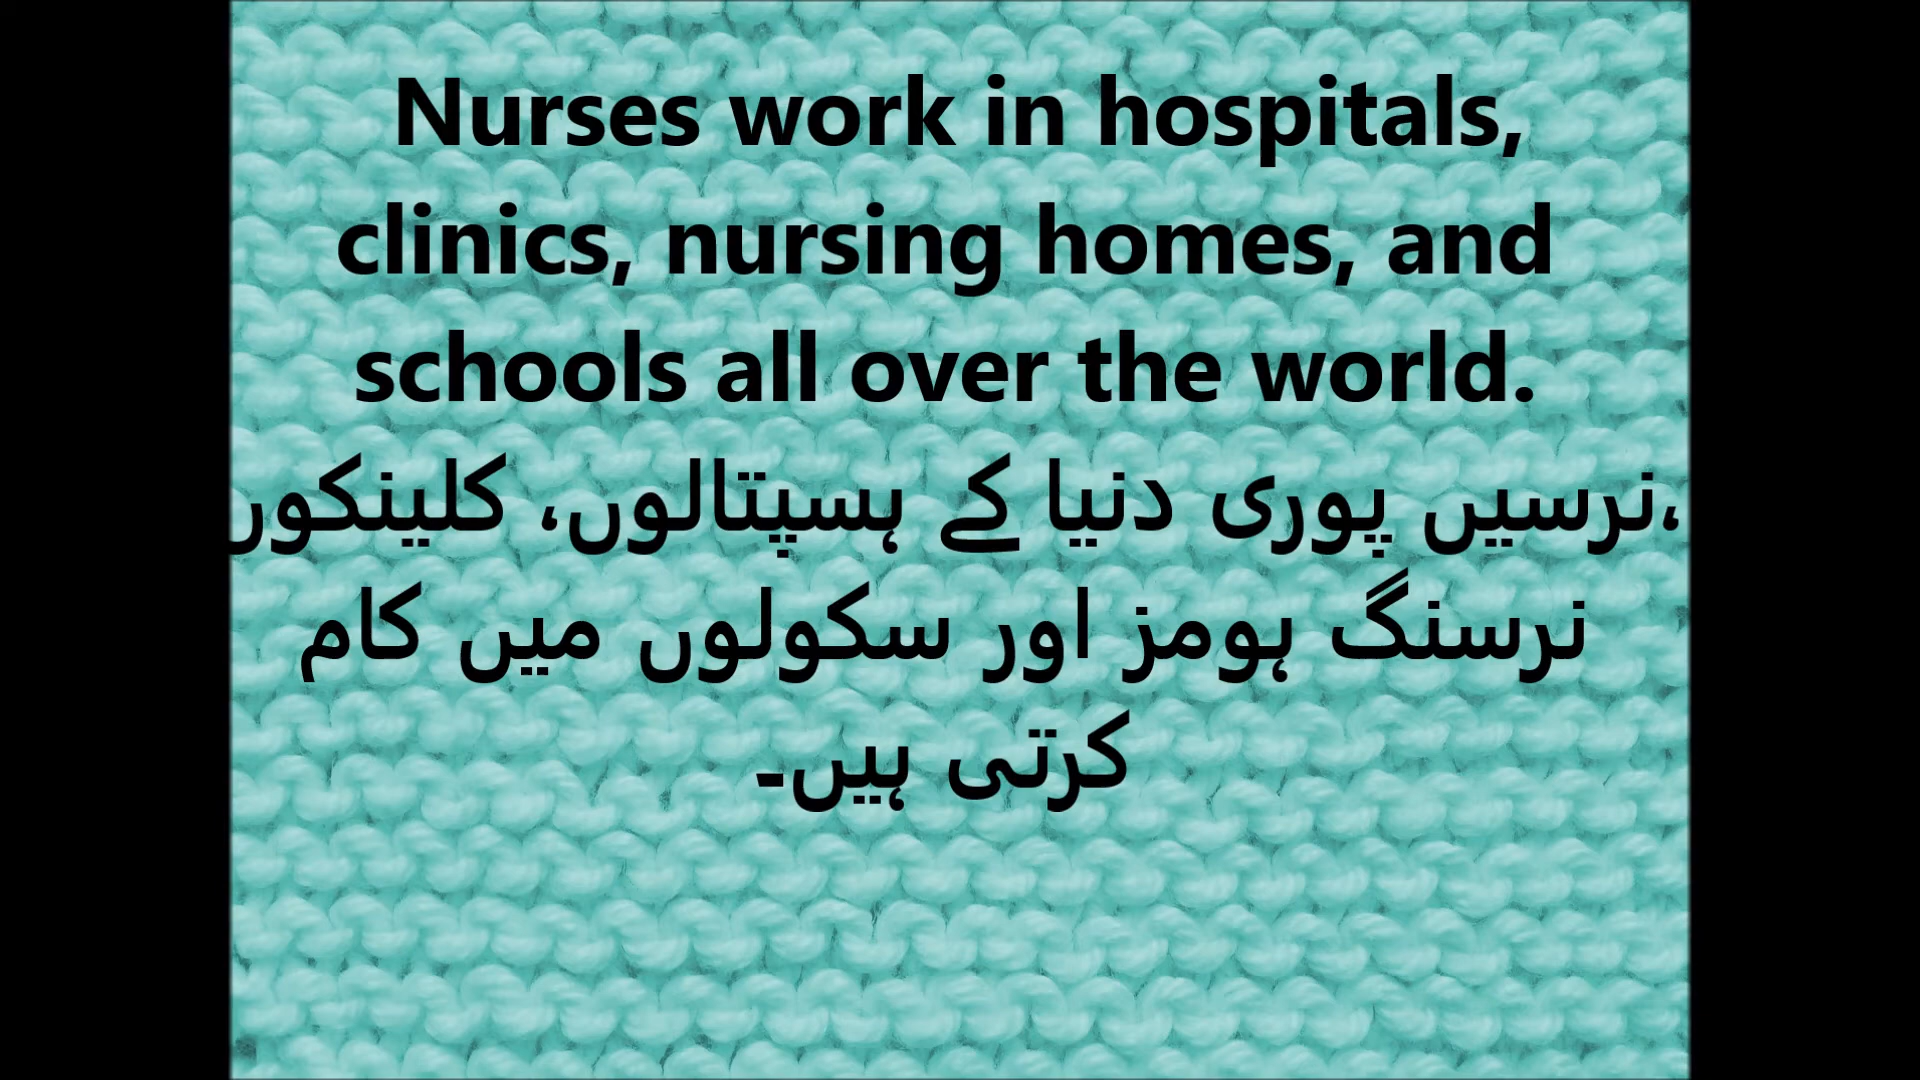 Nurses work in hospitals,
clinics, nursing homes, and
schools all over the world.
،نرسیں پوری دنیا کے ہسپتالوں، کلینکوں
نرسنگ ہومز اور سکولوں میں کام
کرتی ہیں۔